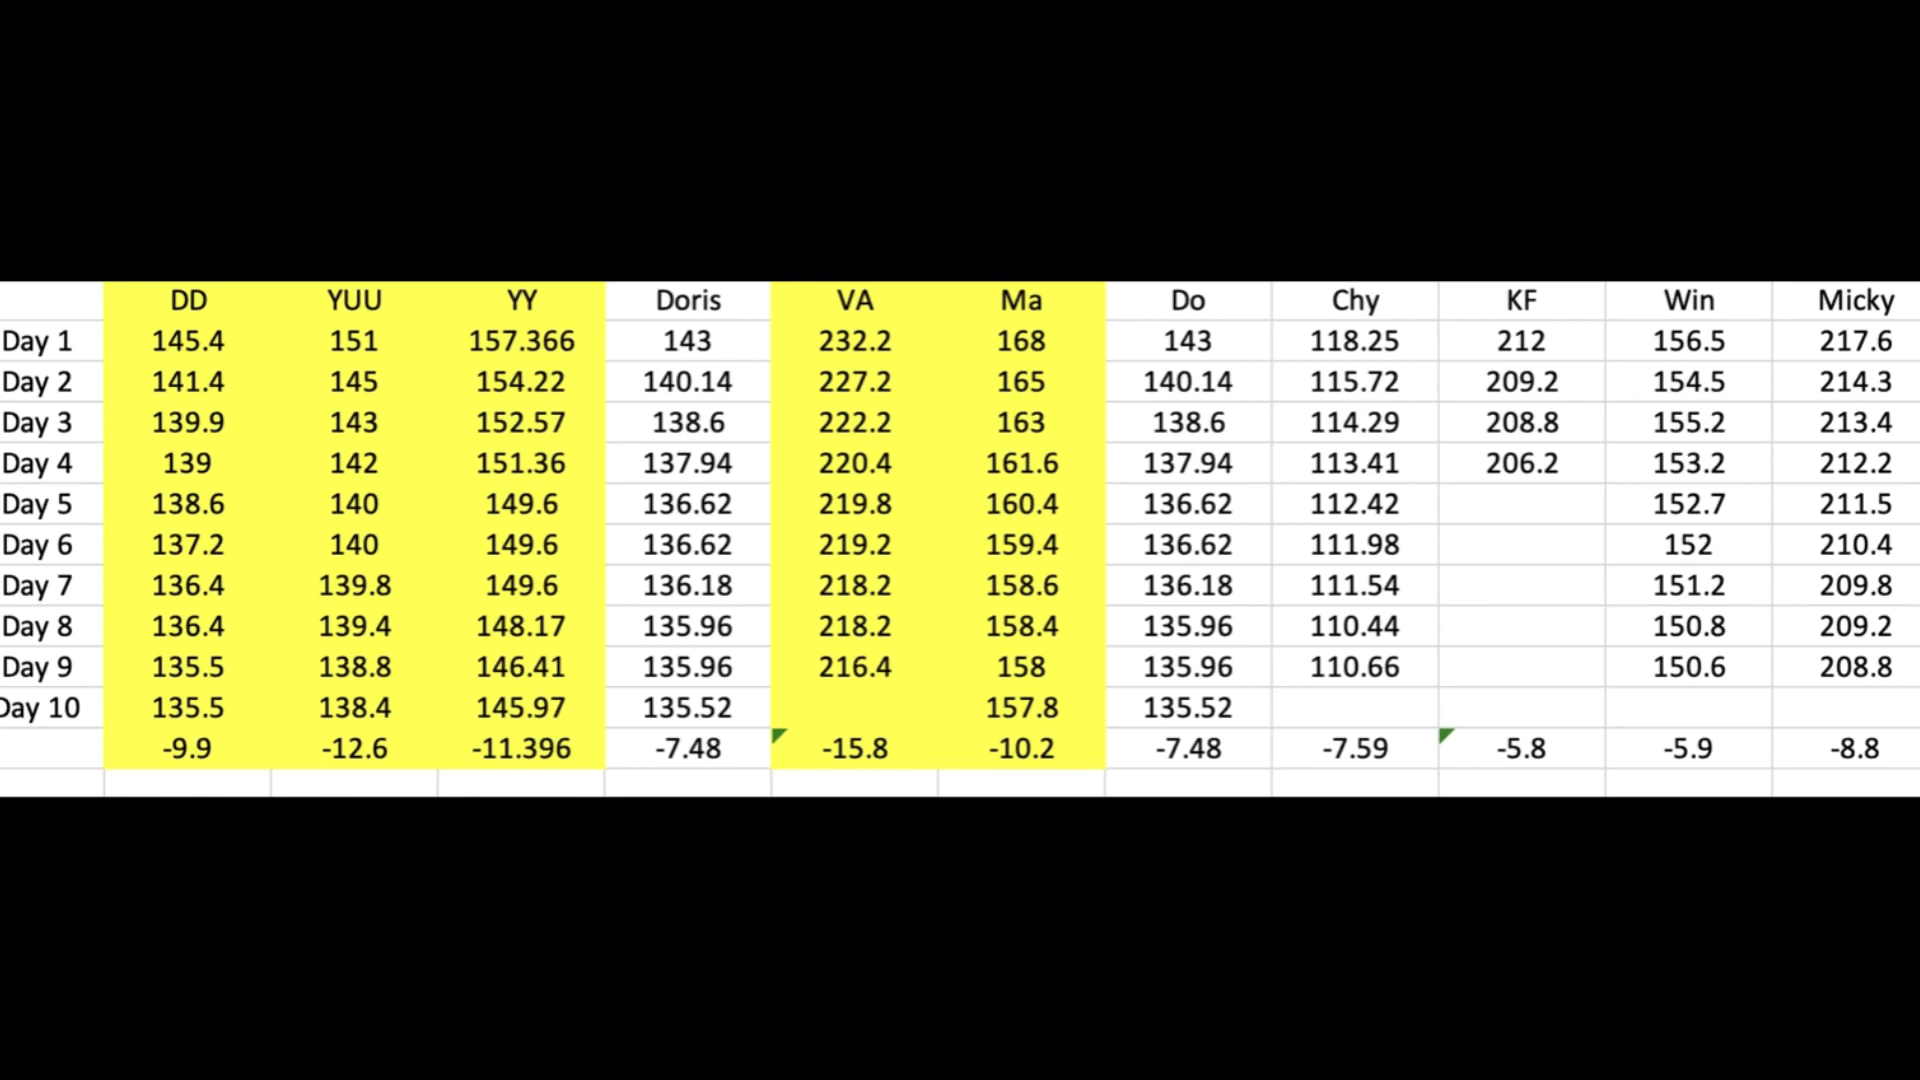 DD YUU YY Doris VA Ma Do Chy KF Win Micky
Day 1 145.4 151 157.366 143 232.2 168 143 118.25 212 156.5 217.6
Day 2 141.4 145 154.22 140.14 227.2 165 140.14 115.72 209.2 154.5 214.3
Day 3 139.9 143 152.57 138.6 222.2 163 138.6 114.29 208.8 155.2 213.4
Day 4 139 142 151.36 137.94 220.4 161.6 137.94 113.41 206.2 153.2 212.2
Day 5 138.6 140 149.6 136.62 219.8 160.4 136.62 112.42 152.7 211.5
Day 6 137.2 140 149.6 136.62 219.2 159.4 136.62 111.98 152 210.4
Day 7 136.4 139.8 149.6 136.18 218.2 158.6 136.18 111.54 151.2 209.8
Day 8 136.4 139.4 148.17 135.96 218.2 158.4 135.96 110.44 150.8 209.2
Day 9 135.5 138.8 146.41 135.96 216.4 158 135.96 110.66 150.6 208.8
Day 10 135.5 138.4 145.97 135.52 157.8 135.52
-9.9 -12.6 -11.396 -7.48 -15.8 -10.2 -7.48 -7.59 -5.8 -5.9 -8.8